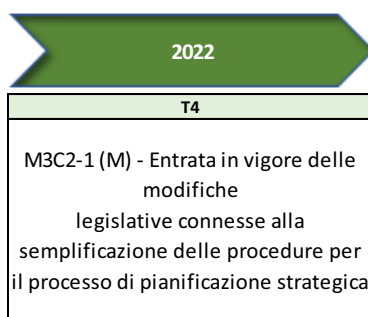 2022
T4
M3C2-1 (M) - Entrata in vigore delle
modifiche
legislative connesse alla
semplificazione delle procedure per
il processo di pianificazione strategica